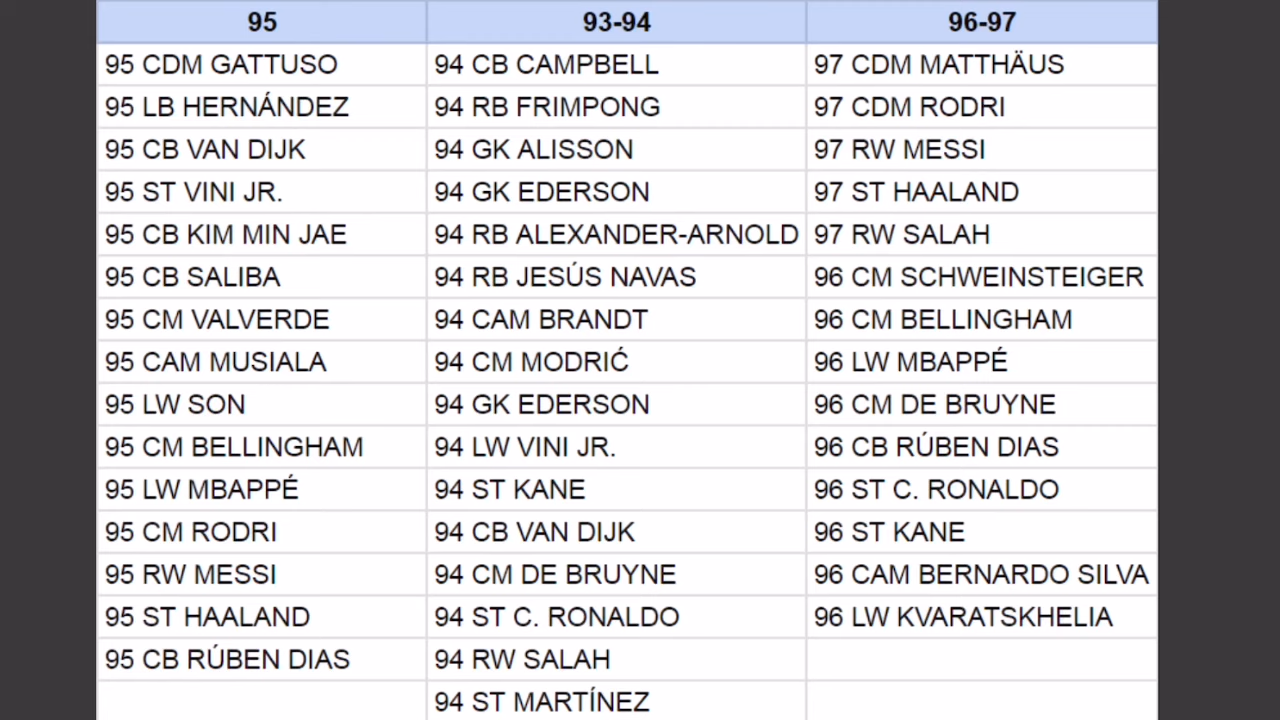 95 93-94 96-97
95 CDM GATTUSO 94 CB CAMPBELL 97 CDM MATTHÄUS
95 LB HERNÁNDEZ 94 RB FRIMPONG 97 CDM RODRI
95 CB VAN DIJK 94 GK ALISSON 97 RW MESSI
95 ST VINI JR. 94 GK EDERSON 97 ST HAALAND
95 CB KIM MIN JAE 94 RB ALEXANDER-ARNOLD 97 RW SALAH
95 CB SALIBA 94 RB JESÚS NAVAS 96 CM SCHWEINSTEIGER
95 CM VALVERDE 94 CAM BRANDT 96 CM BELLINGHAM
95 CAM MUSIALA 94 CM MODRIĆ 96 LW MBAPPÉ
95 LW SON 94 GK EDERSON 96 CM DE BRUYNE
95 CM BELLINGHAM 94 LW VINI JR. 96 CB RÚBEN DIAS
95 LW MBAPPÉ 94 ST KANE 96 ST C. RONALDO
95 CM RODRI 94 CB VAN DIJK 96 ST KANE
95 RW MESSI 94 CM DE BRUYNE 96 CAM BERNARDO SILVA
95 ST HAALAND 94 ST C. RONALDO 96 LW KVARATSKHELIA
95 CB RÚBEN DIAS 94 RW SALAH
94 ST MARTÍNEZ